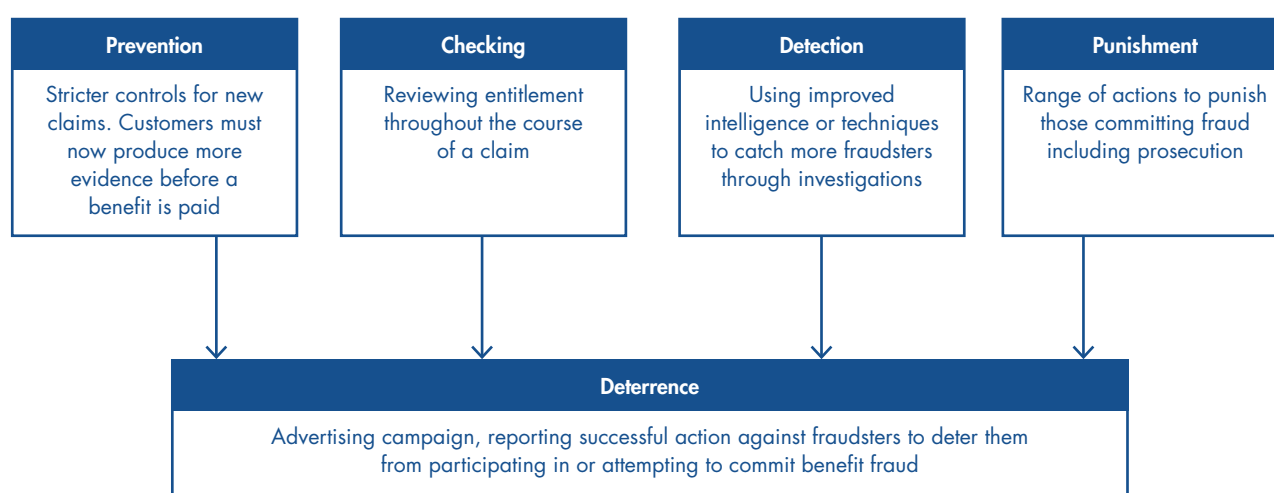 Prevention
Stricter controls for new
claims. Customers must
now produce more
evidence before a
benefit is paid
Checking
Reviewing entitlement
throughout the course
of a claim
Detection
Using improved
intelligence or techniques
to catch more fraudsters
through investigations
Punishment
Range of actions to punish
those committing fraud
including prosecution
Deterrence
Advertising campaign, reporting successful action against fraudsters to deter them
from participating in or attempting to commit benefit fraud